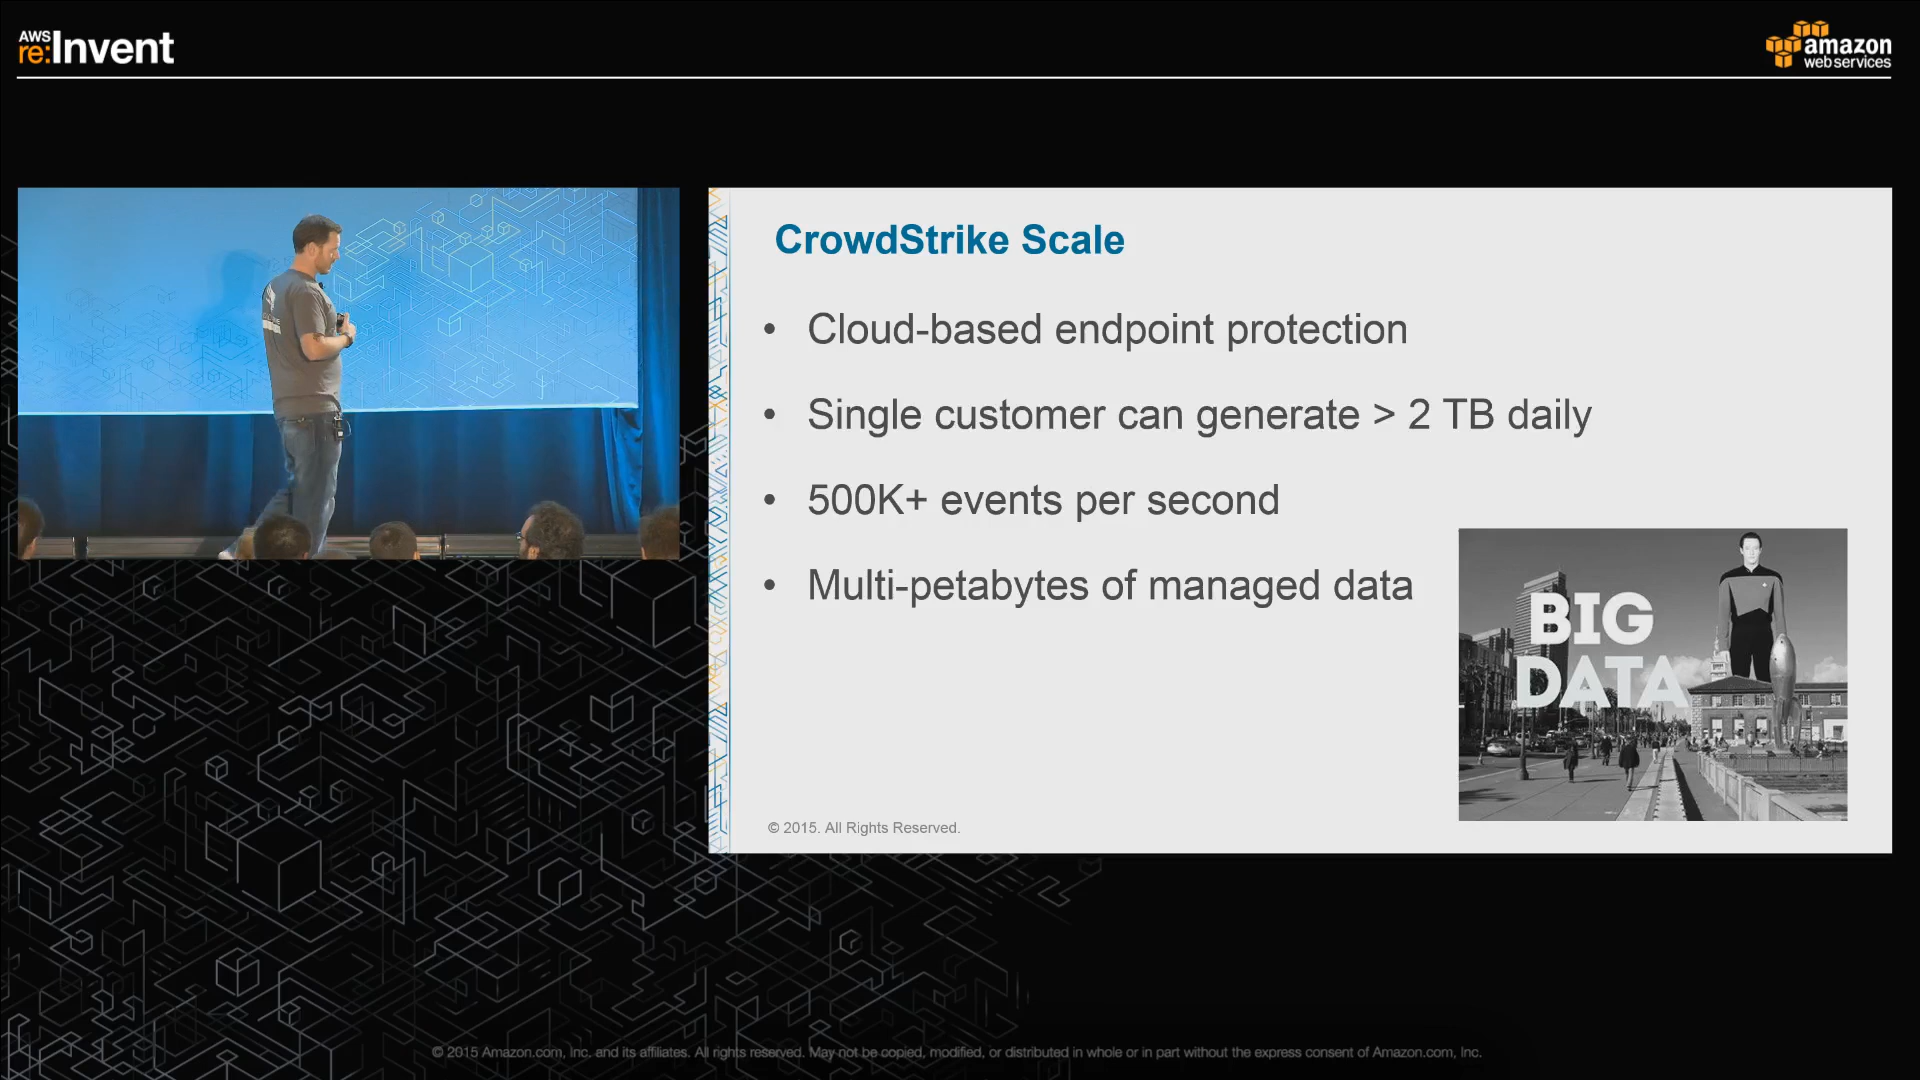 AWS
re:Invent
amazon
web services
CrowdStrike Scale
• Cloud-based endpoint protection
• Single customer can generate > 2 TB daily
• 500K+ events per second
• Multi-petabytes of managed data
BIG
DATA
© 2015. All Rights Reserved.
© 2015 Amazon.com, Inc. and its affiliates. All rights reserved. May not be copied, modified, or distributed in whole or in part without the express consent of Amazon.com, Inc.